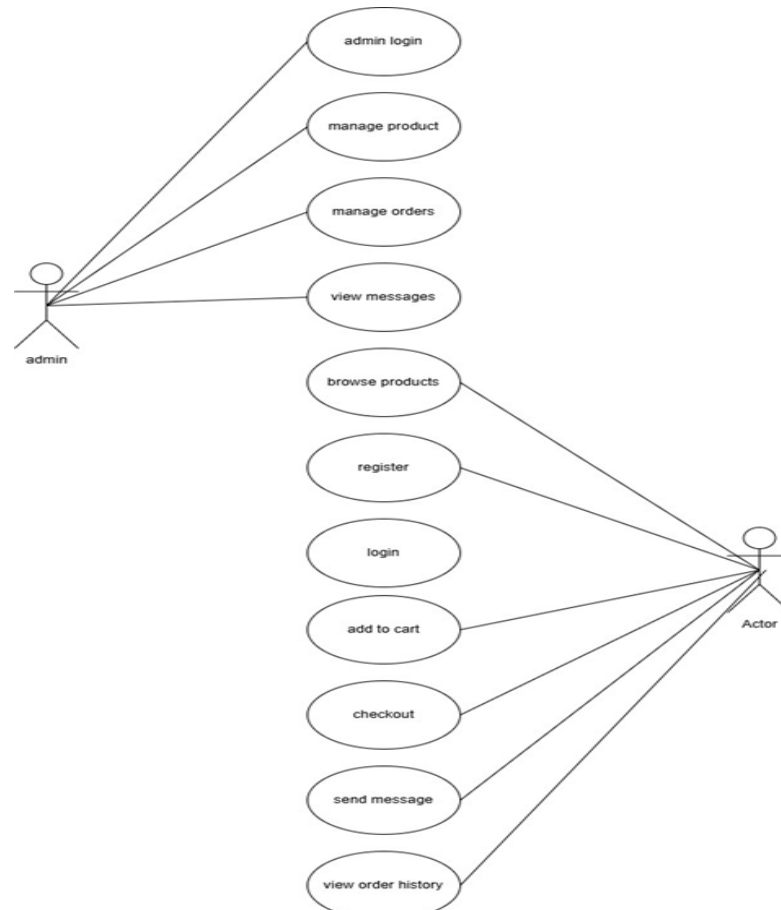 admin login
manage product
manage orders
view messages
admin
browse products
register
login
add to cart
Actor
checkout
send message
view order history